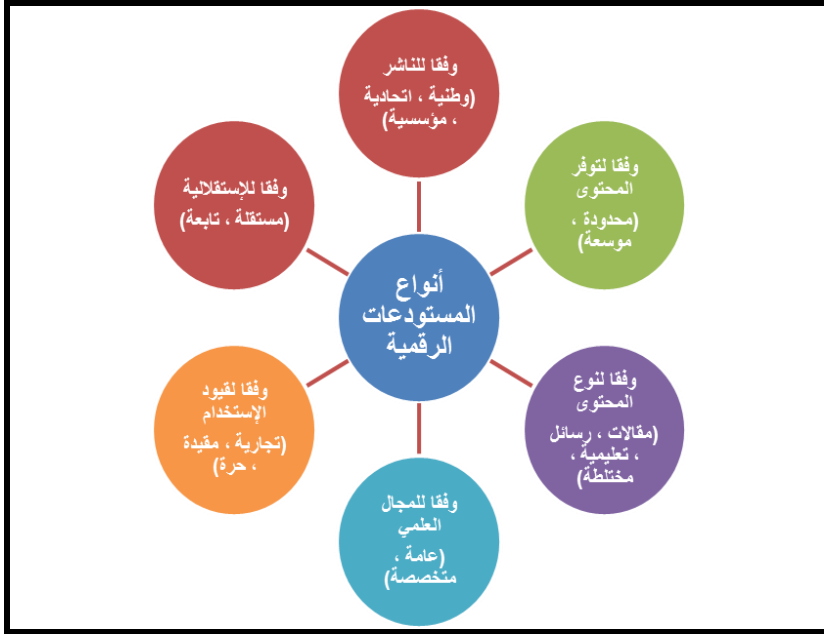 وفقا للناشر
(وطنية ، اتحادية
، مؤسسية)
وفقا لتوفر
المحتوى
(محدودة ،
موسعة)
وفقا للإستقلالية
(مستقلة ، تابعة)
أنواع
المستودعات
الرقمية
وفقا لنوع
المحتوى
(مقالات ، رسائل
، تعليمية ،
مختلطة)
وفقا لقيود
الإستخدام
(تجارية ، مقيدة
، حرة)
وفقا للمجال
العلمي
(عامة ،
متخصصة)